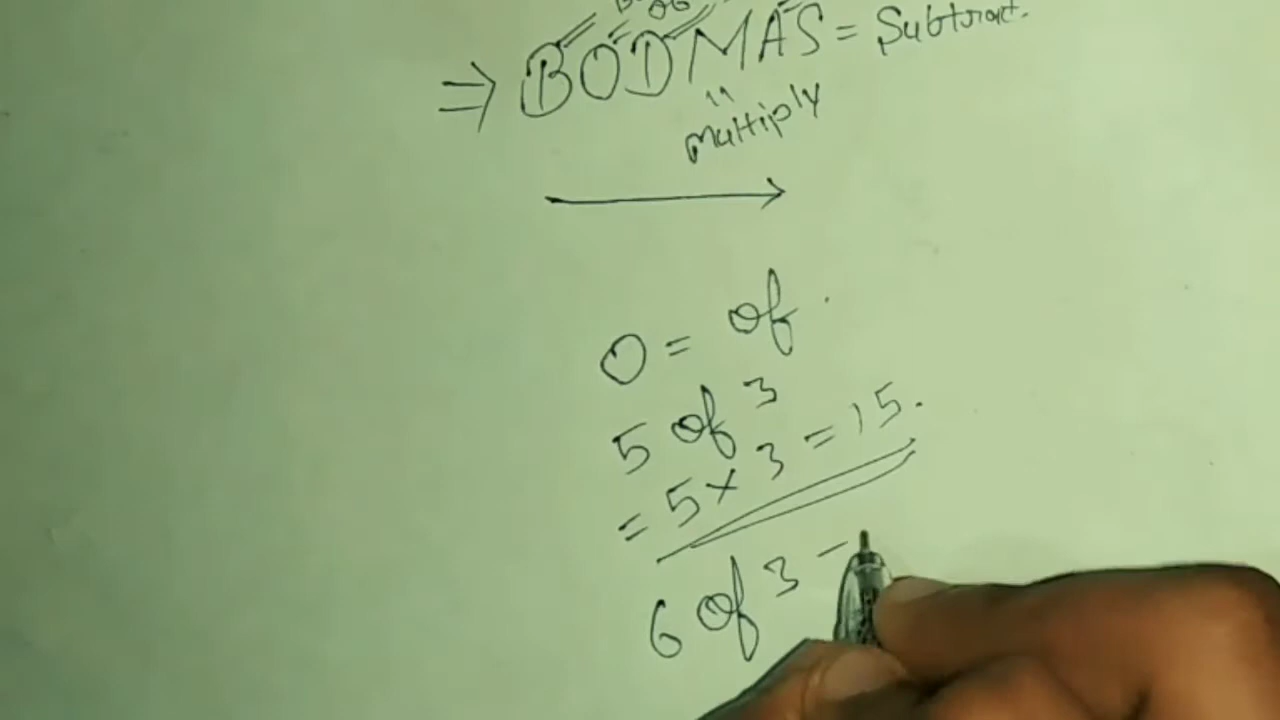 ⇒ BODMAS = Subtract
"
Multiply
O = of
5 of 3
= 5 × 3 = 15.
6 of 3 -